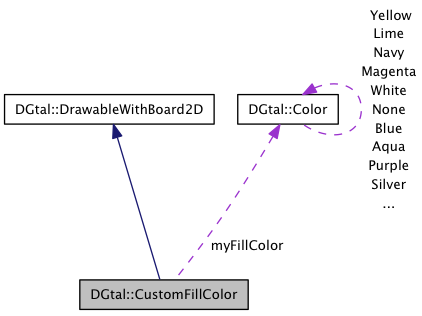 Yellow
Lime
Navy
Magenta
White
None
Blue
Aqua
Purple
Silver
...
DGtal::DrawableWithBoard2D
DGtal::Color
myFillColor
DGtal::CustomFillColor